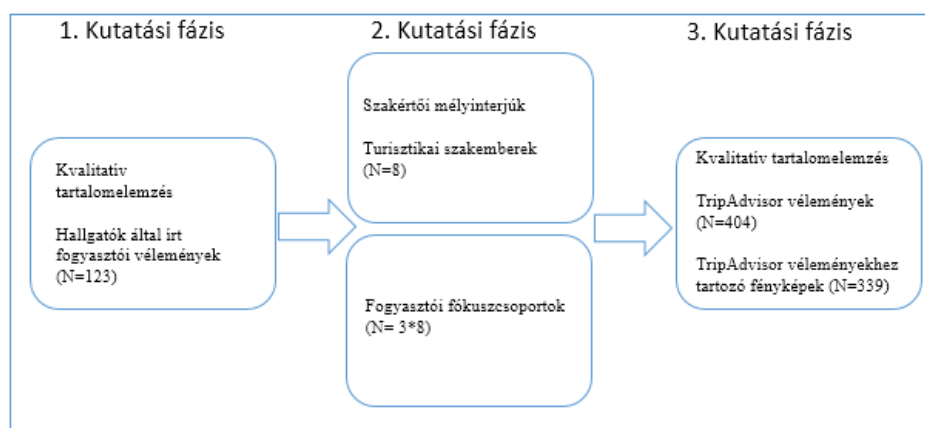 1. Kutatási fázis
2. Kutatási fázis
3. Kutatási fázis
Kvalitatív
tartalomelemzés
Hallgatók által irt
fogyasztói vélemények
(N=123)
Szakértői mélyinterjúk
Turisztikai szakemberek
(N=8)
Fogyasztói fókuszcsoportok
(N= 3*8)
Kvalitatív tartalomelemzés
TripAdvisor vélemények
(N=404)
TripAdvisor véleményekhez
tartozó fényképek (N=339)